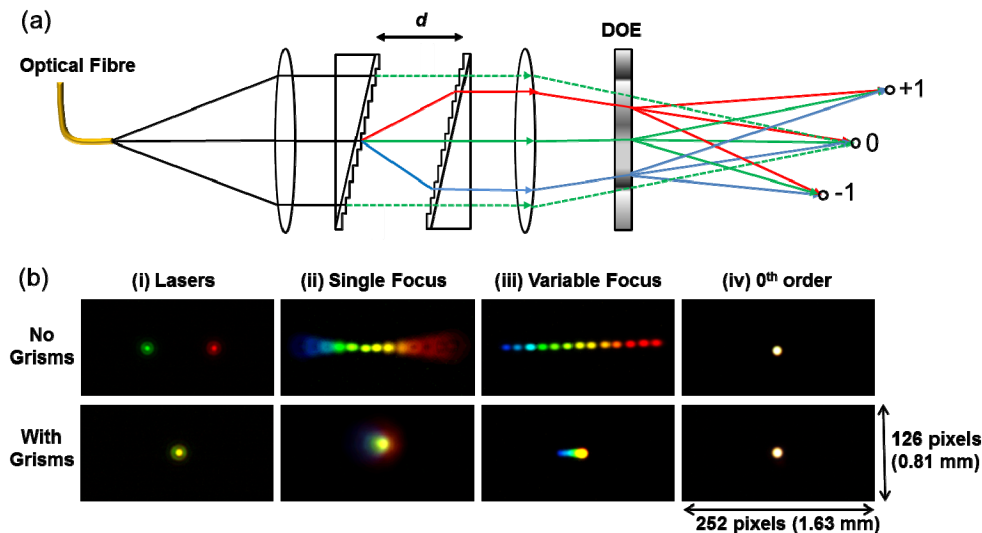 (a)
d
DOE
Optical Fibre
+1
0
-1
(b)
(i) Lasers
(ii) Single Focus
(iii) Variable Focus
(iv) 0th order
No
Grisms
With
Grisms
126 pixels
(0.81 mm)
252 pixels (1.63 mm)